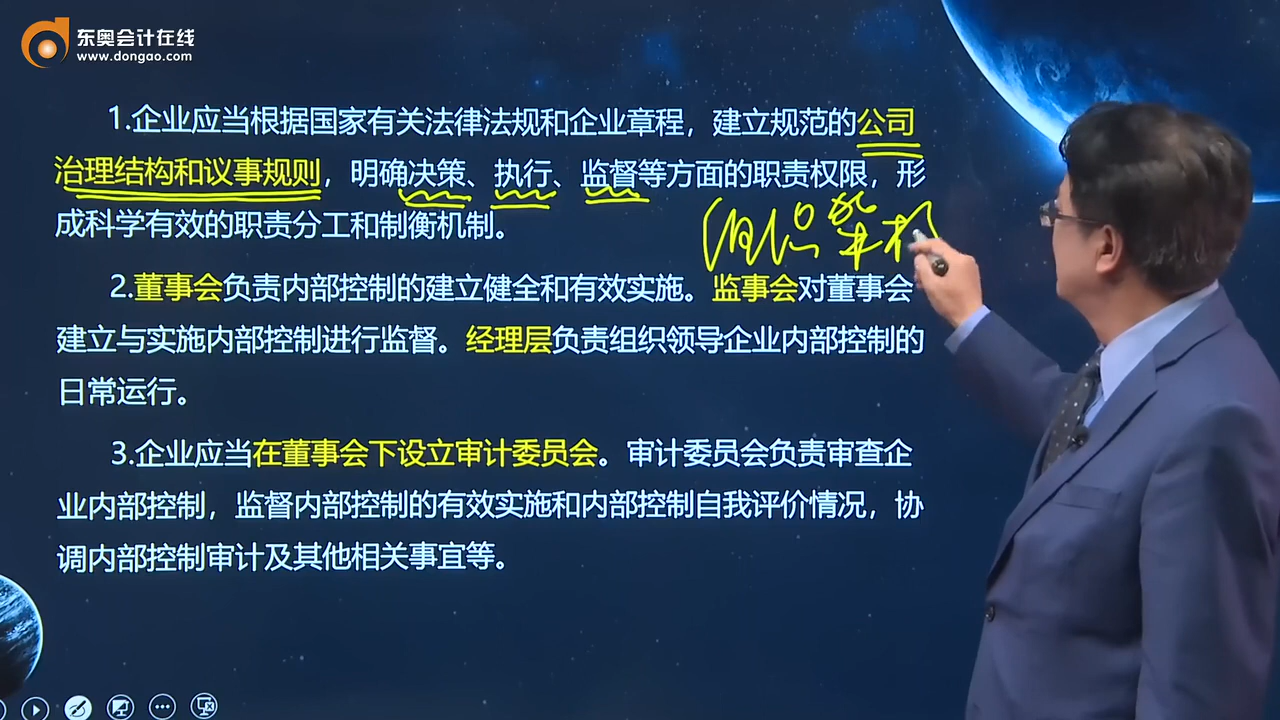 东奥会计在线
www.dongao.com
1.企业应当根据国家有关法律法规和企业章程，建立规范的公司
治理结构和议事规则，明确决策、执行、监督等方面的职责权限，形
成科学有效的职责分工和制衡机制。
组织架构
2.董事会负责内部控制的建立健全和有效实施。监事会对董事会
建立与实施内部控制进行监督。经理层负责组织领导企业内部控制的
日常运行。
3.企业应当在董事会下设立审计委员会。审计委员会负责审查企
业内部控制，监督内部控制的有效实施和内部控制自我评价情况，协
调内部控制审计及其他相关事宜等。